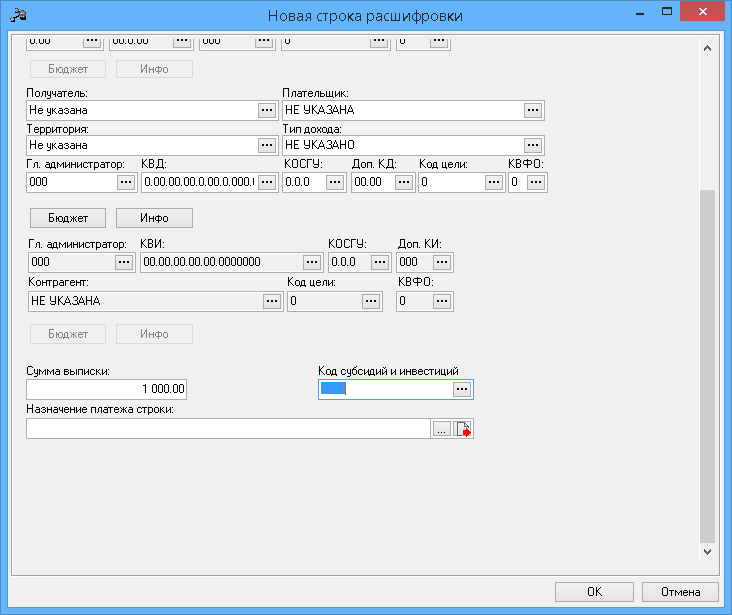 Новая строка расшифровки
0.00 ... 00.0.00 ... 000 ... 0 ... 0 ...
Бюджет Инфо
Получатель: Плательщик:
Не указана ... НЕ УКАЗАНА ...
Территория: Тип дохода:
Не указана ... НЕ УКАЗАНО ...
Гл. администратор: КВД: КОСГУ: Доп. КД: Код цели: КВФО:
000 ... 0.00.00.00.0.00.0.000. ... 0.0.0 ... 00.00 ... 0 ... 0 ...
Бюджет Инфо
Гл. администратор: КВИ: КОСГУ: Доп. КИ:
000 ... 00.00.00.00.00.0000000 ... 0.0.0 ... 000 ...
Контрагент: Код цели: КВФО:
НЕ УКАЗАНА ... 0 ... 0 ...
Бюджет Инфо
Сумма выписки: Код субсидий и инвестиций
1 000.00 ...
Назначение платежа строки:
...
OK Отмена